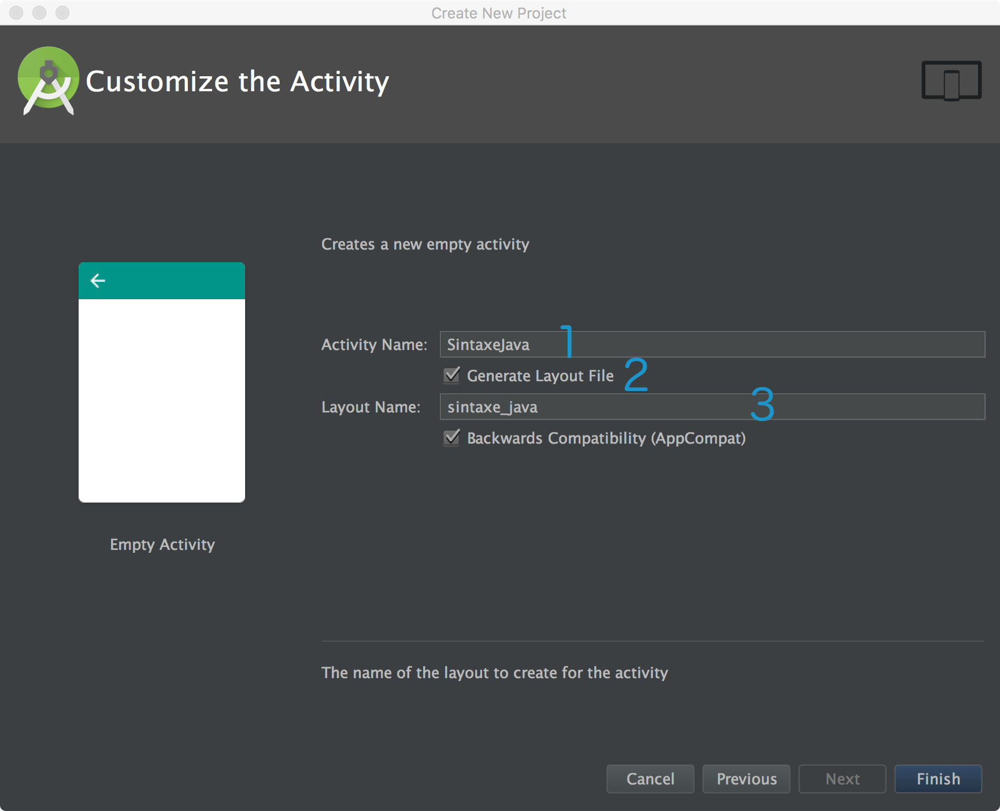 Create New Project
Customize the Activity
Creates a new empty activity
Activity Name: SintaxeJava 1
Generate Layout File 2
Layout Name: sintaxe_java 3
Backwards Compatibility (AppCompat)
Empty Activity
The name of the layout to create for the activity
Cancel Previous Next Finish